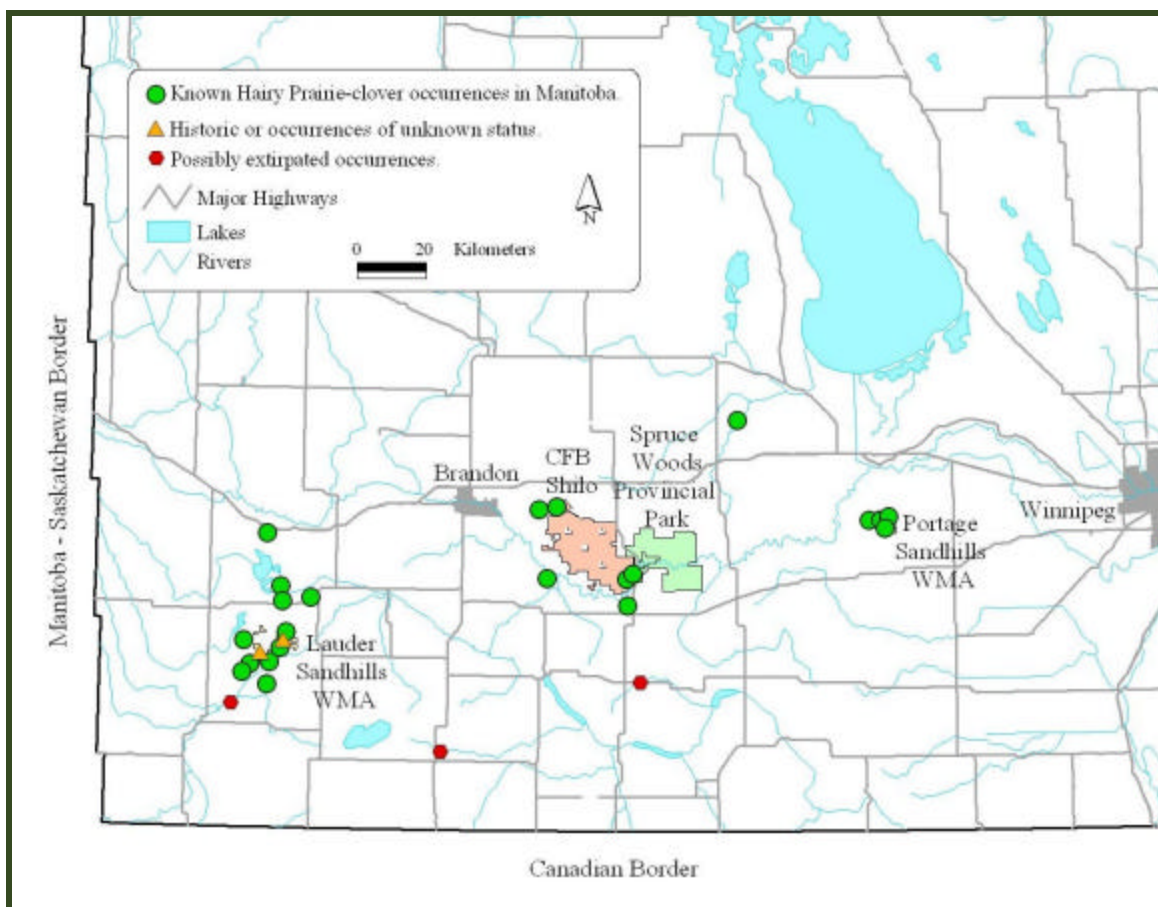 Known Hairy Prairie-clover occurrences in Manitoba.
Historic or occurrences of unknown status.
Possibly extirpated occurrences.
Major Highways
Lakes
Rivers
N
0 20 Kilometers
Manitoba - Saskatchewan Border
Brandon
CFB
Shilo
Spruce
Woods
Provincial
Park
Portage
Sandhills
WMA
Winnipeg
Lauder
Sandhills
WMA
Canadian Border